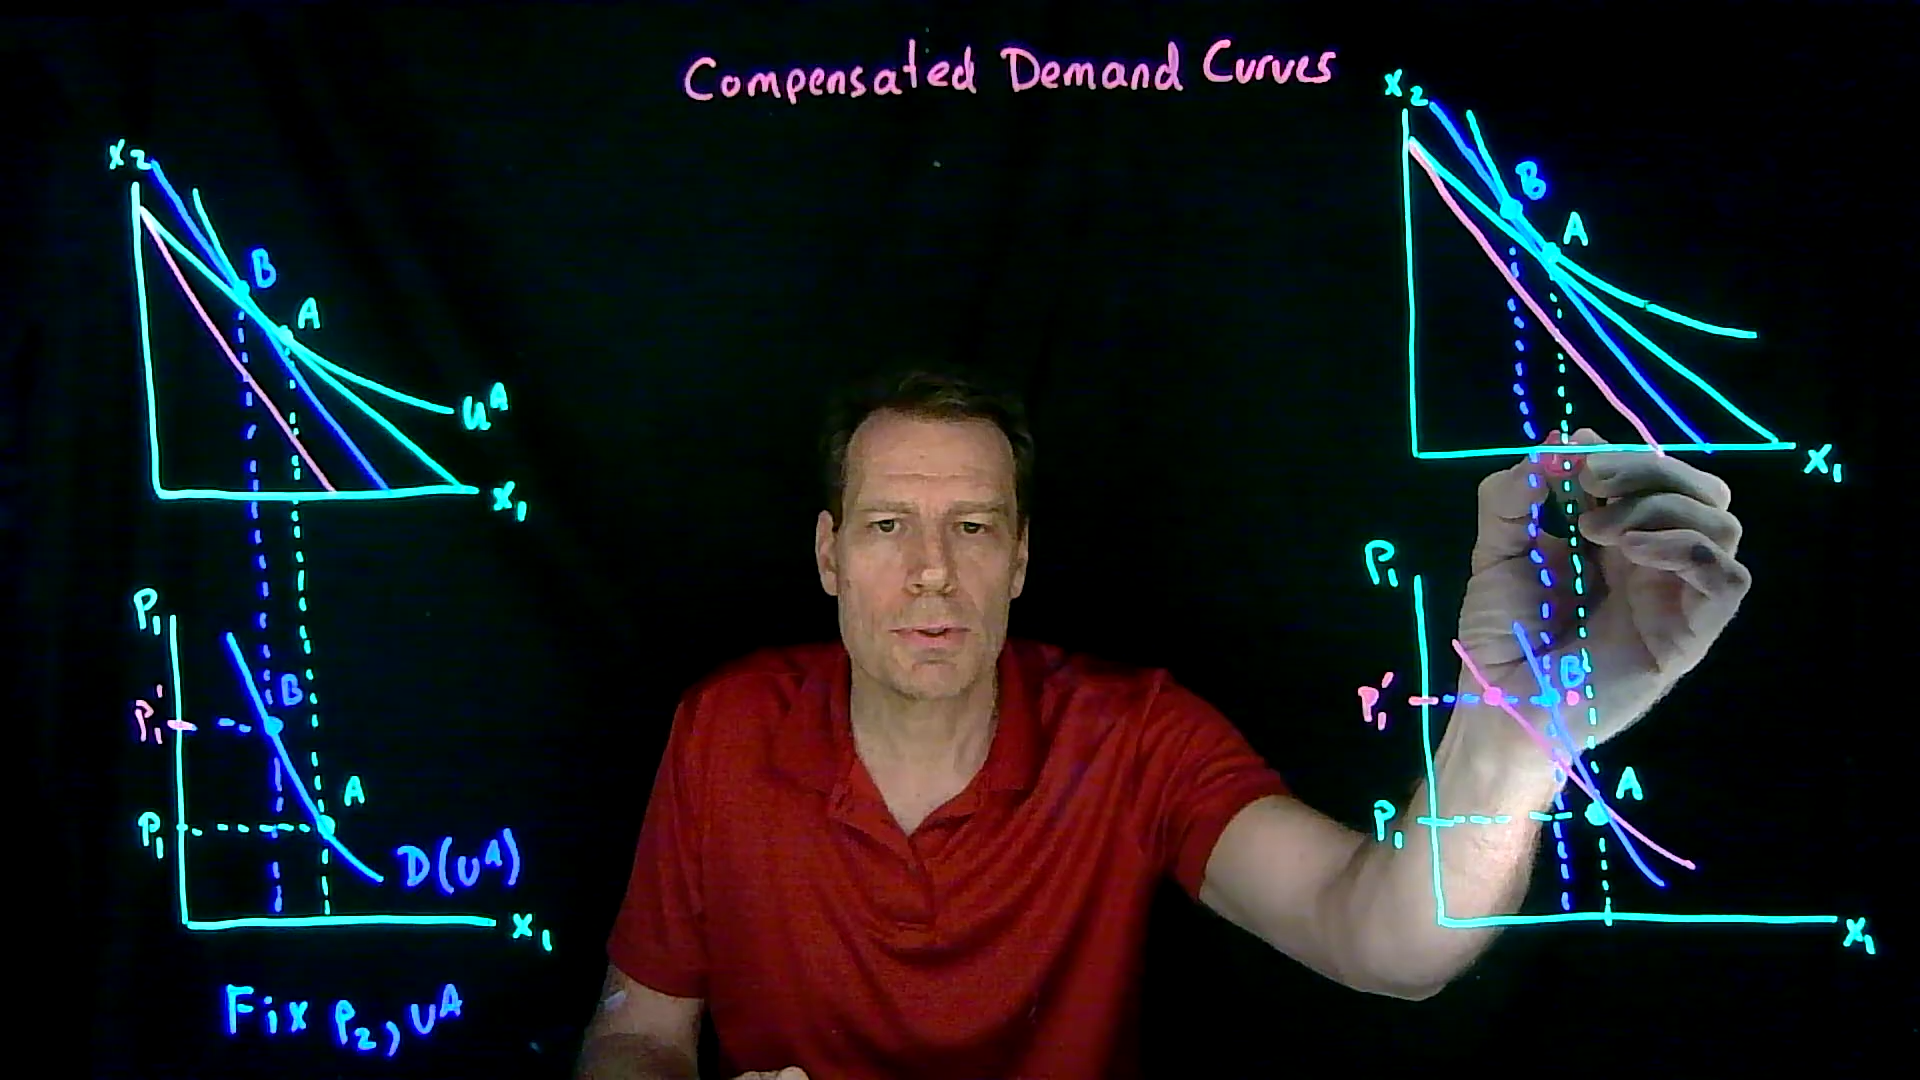 Compensated Demand Curves
x2
B
A
u^A
x1
P1
B
P1'
A
P1
D(u^A)
x1
Fix P2, u^A
x2
B
A
x1
P1
B
P1'
A
P1
x1